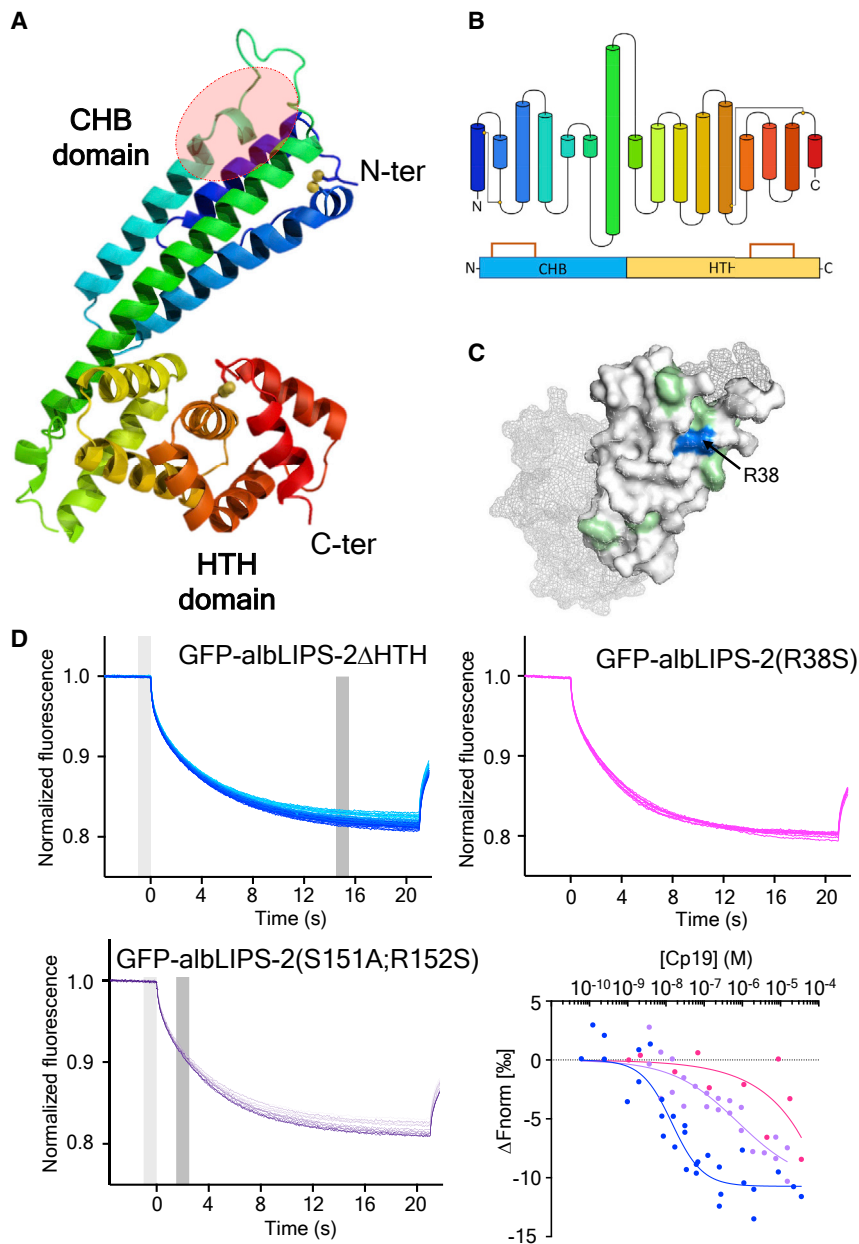 A
CHB
domain
N-ter
C-ter
HTH
domain
B
N
C
N-
CHB
HTH
-C
C
R38
D
GFP-albLIPS-2ΔHTH
Normalized fluorescence
1.0
0.9
0.8
0
4
8
12
16
20
Time (s)
GFP-albLIPS-2(R38S)
Normalized fluorescence
1.0
0.9
0.8
0
4
8
12
16
20
Time (s)
GFP-albLIPS-2(S151A;R152S)
Normalized fluorescence
1.0
0.9
0.8
0
4
8
12
16
20
Time (s)
[Cp19] (M)
10⁻¹⁰ 10⁻⁹ 10⁻⁸ 10⁻⁷ 10⁻⁶ 10⁻⁵ 10⁻⁴
ΔFnorm [‰]
5
0
-5
-10
-15